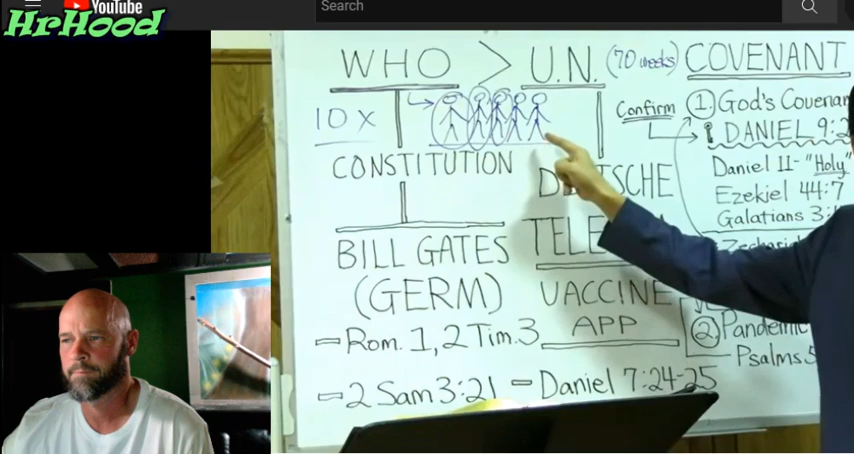 YouTube
Search
HrHood
WHO > U.N. (70 weeks) COVENANT
10 x
Confirm
1. God's Covenan
DANIEL 9:2
CONSTITUTION
Daniel 11- "Holy"
Ezekiel 44:7
Galatians 3:
BILL GATES
(GERM)
VACCINE
APP
2 Pandemic
Psalms 5
- Rom. 1, 2 Tim. 3
- 2 Sam 3:21 - Daniel 7:24-25